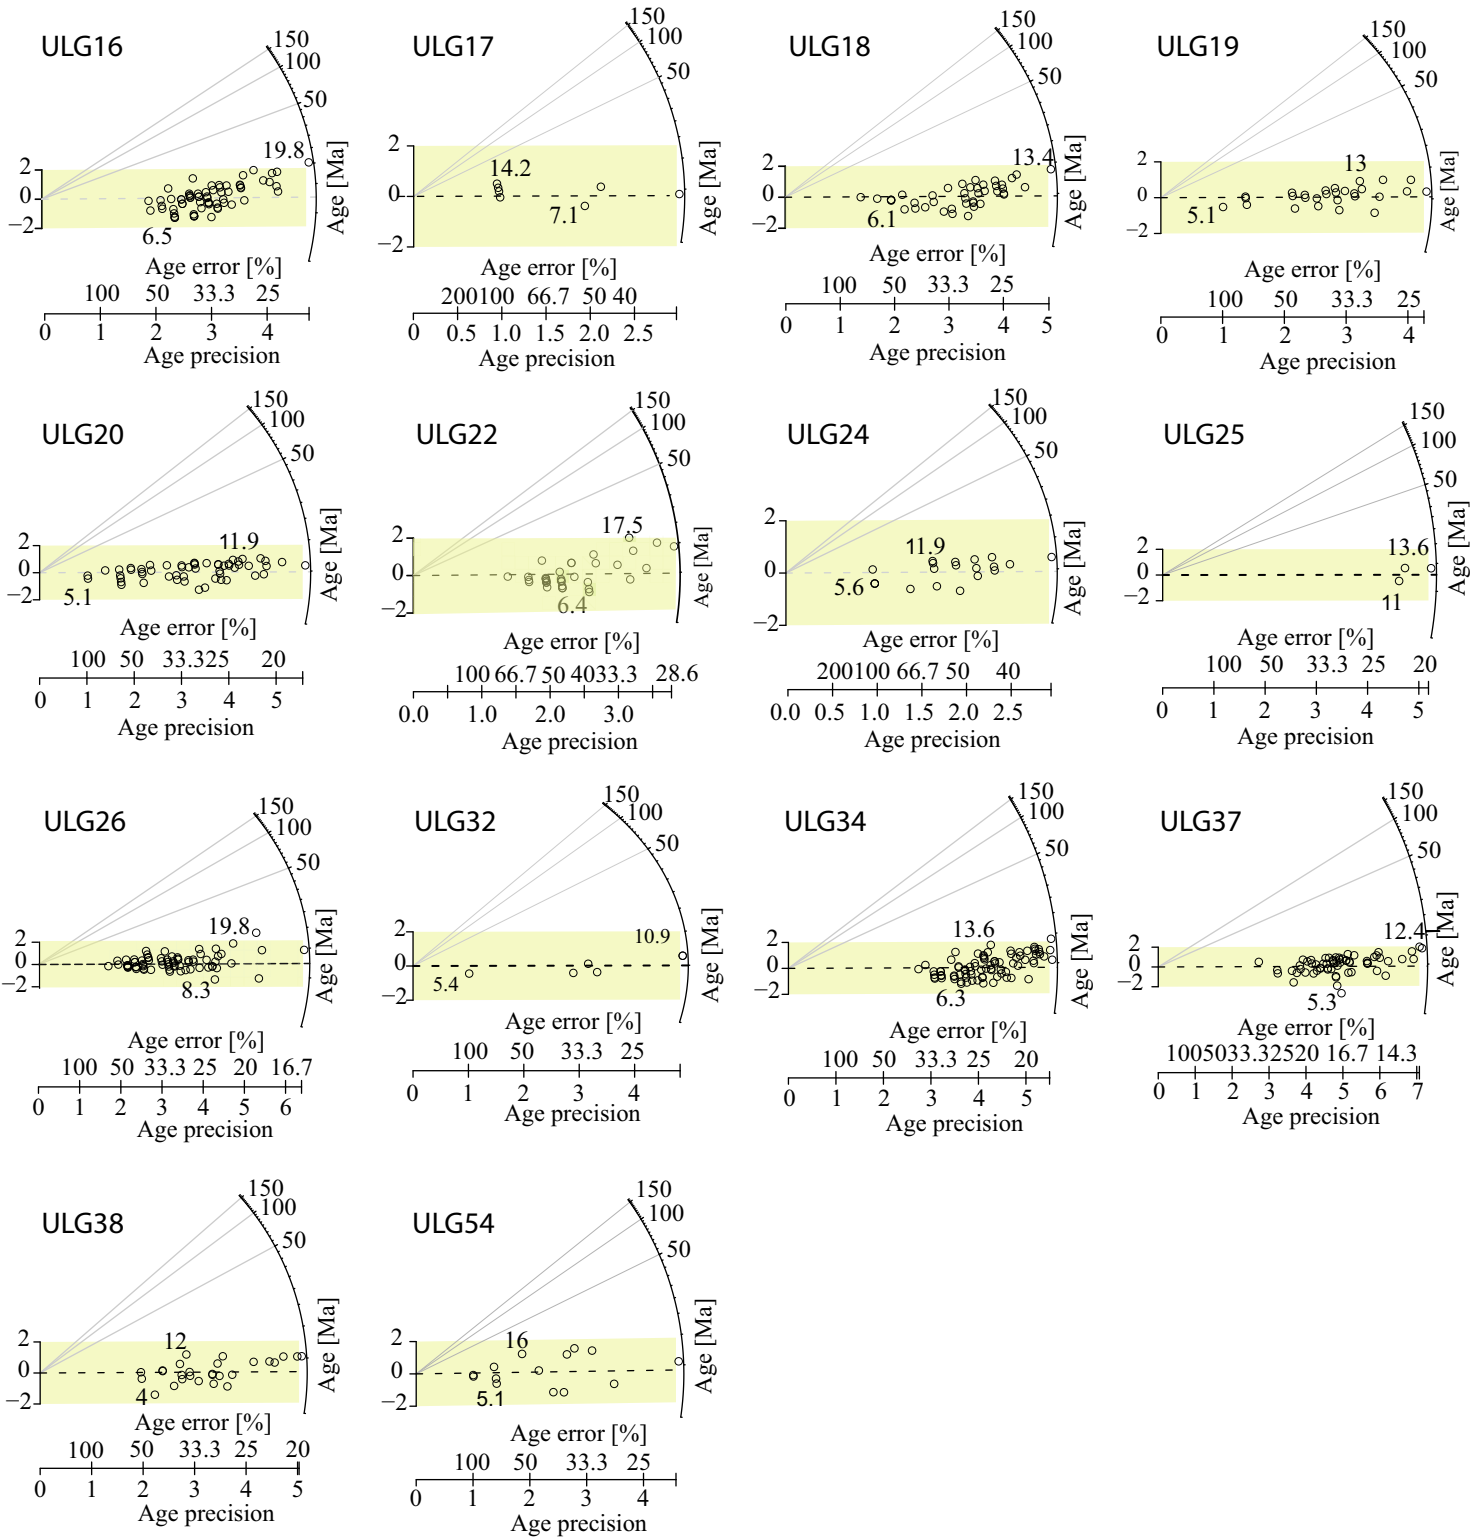 ULG16
150
100
50
19.8
2
0
−2
6.5
Age [Ma]
Age error [%]
100 50 33.3 25
0 1 2 3 4
Age precision
ULG17
150
100
50
14.2
2
0
−2
7.1
Age [Ma]
Age error [%]
200 100 66.7 50 40
0 0.5 1.0 1.5 2.0 2.5
Age precision
ULG18
150
100
50
13.4
2
0
−2
6.1
Age [Ma]
Age error [%]
100 50 33.3 25
0 1 2 3 4 5
Age precision
ULG19
150
100
50
13
2
0
−2
5.1
Age [Ma]
Age error [%]
100 50 33.3 25
0 1 2 3 4
Age precision
ULG20
150
100
50
11.9
2
0
−2
5.1
Age [Ma]
Age error [%]
100 50 33.3 25 20
0 1 2 3 4 5
Age precision
ULG22
150
100
50
17.5
2
0
−2
6.4
Age [Ma]
Age error [%]
100 66.7 50 40 33.3 28.6
0.0 1.0 2.0 3.0
Age precision
ULG24
150
100
50
11.9
2
0
−2
5.6
Age [Ma]
Age error [%]
200 100 66.7 50 40
0.0 0.5 1.0 1.5 2.0 2.5
Age precision
ULG25
150
100
50
13.6
2
0
−2
11
Age [Ma]
Age error [%]
100 50 33.3 25 20
0 1 2 3 4 5
Age precision
ULG26
150
100
50
19.8
2
0
−2
8.3
Age [Ma]
Age error [%]
100 50 33.3 25 20 16.7
0 1 2 3 4 5 6
Age precision
ULG32
150
100
50
10.9
2
0
−2
5.4
Age [Ma]
Age error [%]
100 50 33.3 25
0 1 2 3 4
Age precision
ULG34
150
100
50
13.6
2
0
−2
6.3
Age [Ma]
Age error [%]
100 50 33.3 25 20
0 1 2 3 4 5
Age precision
ULG37
150
100
50
12.4
2
0
−2
5.3
Age [Ma]
Age error [%]
100 50 33.3 25 20 16.7 14.3
0 1 2 3 4 5 6 7
Age precision
ULG38
150
100
50
12
2
0
−2
4
Age [Ma]
Age error [%]
100 50 33.3 25 20
0 1 2 3 4 5
Age precision
ULG54
150
100
50
16
2
0
−2
5.1
Age [Ma]
Age error [%]
100 50 33.3 25
0 1 2 3 4
Age precision